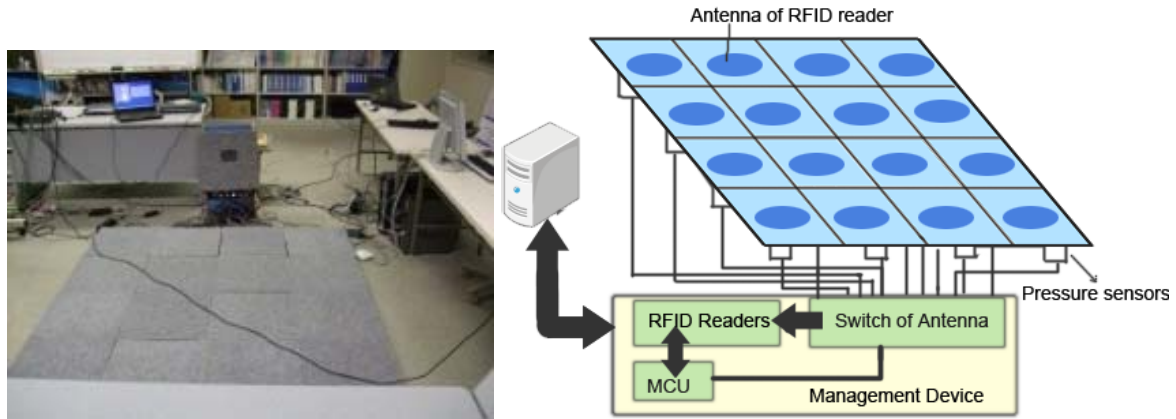 Antenna of RFID reader
Pressure sensors
RFID Readers
Switch of Antenna
MCU
Management Device